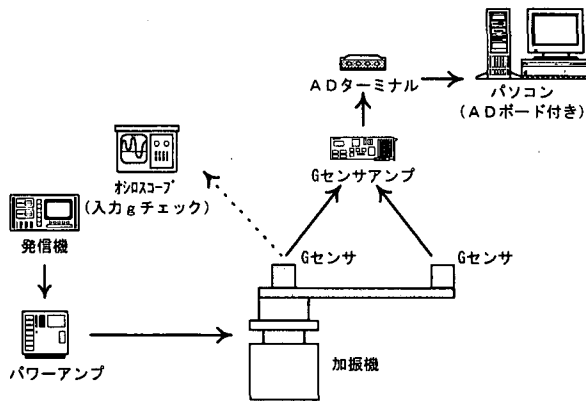 ADターミナル
パソコン
(ADボード付き)
オシロスコープ
(入力gチェック)
Gセンサアンプ
発信機
Gセンサ
Gセンサ
パワーアンプ
加振機